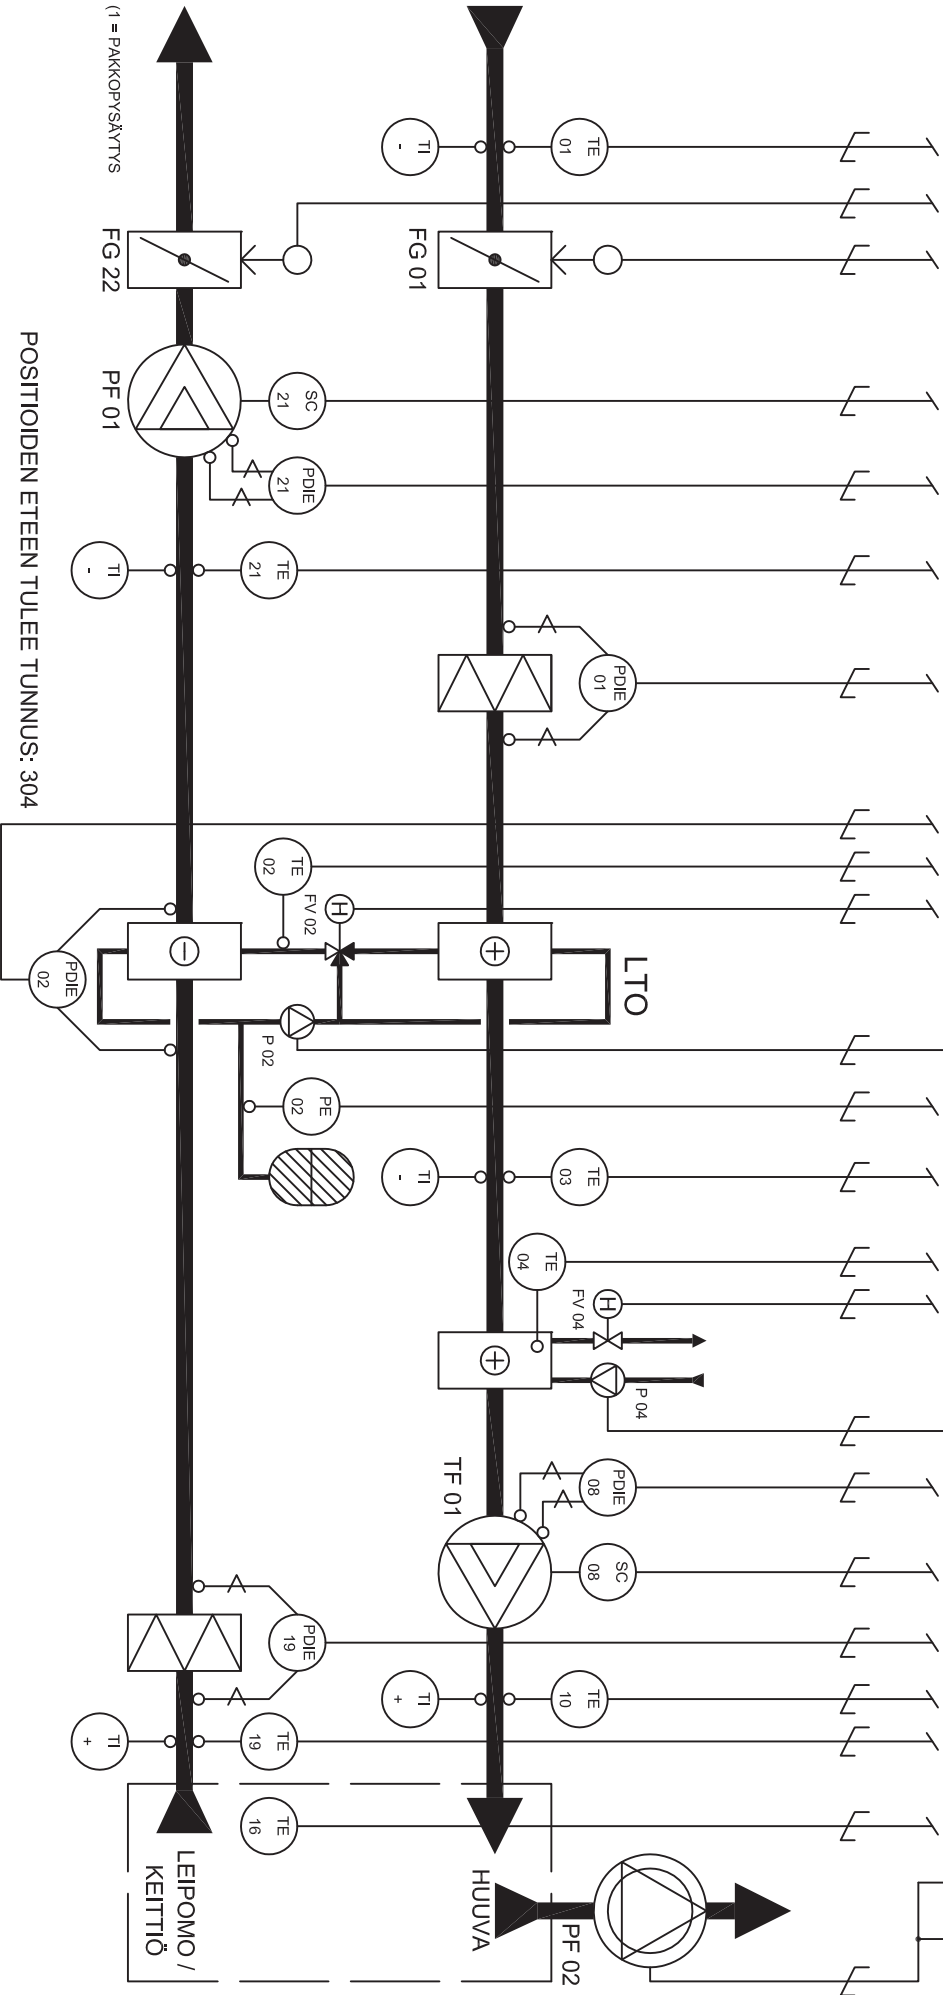 TE
01
TI
-
FG 01
FG 22
PF 01
SC
21
PDIE
21
TE
21
TI
-
PDIE
01
LTO
TE
02
FV 02
H
PDIE
02
P 02
PE
02
TE
03
TI
-
TE
04
FV 04
H
P 04
TF 01
PDIE
08
SC
08
PDIE
19
TE
10
TI
+
TE
19
TI
+
TE
16
HUUVA
PF 02
LEIPOMO /
KEITTIÖ
(1 = PAKKOPYSÄYTYS
POSITIOIDEN ETEEN TULEE TUNNUS: 304